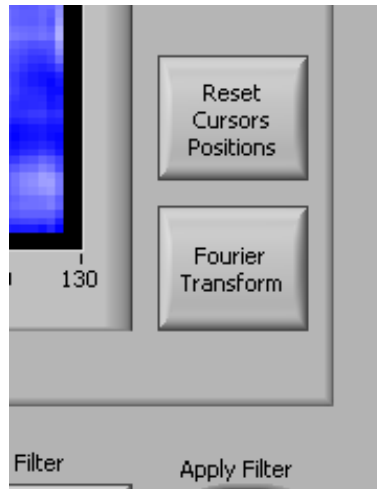 Reset
Cursors
Positions
Fourier
Transform
130
Filter
Apply Filter